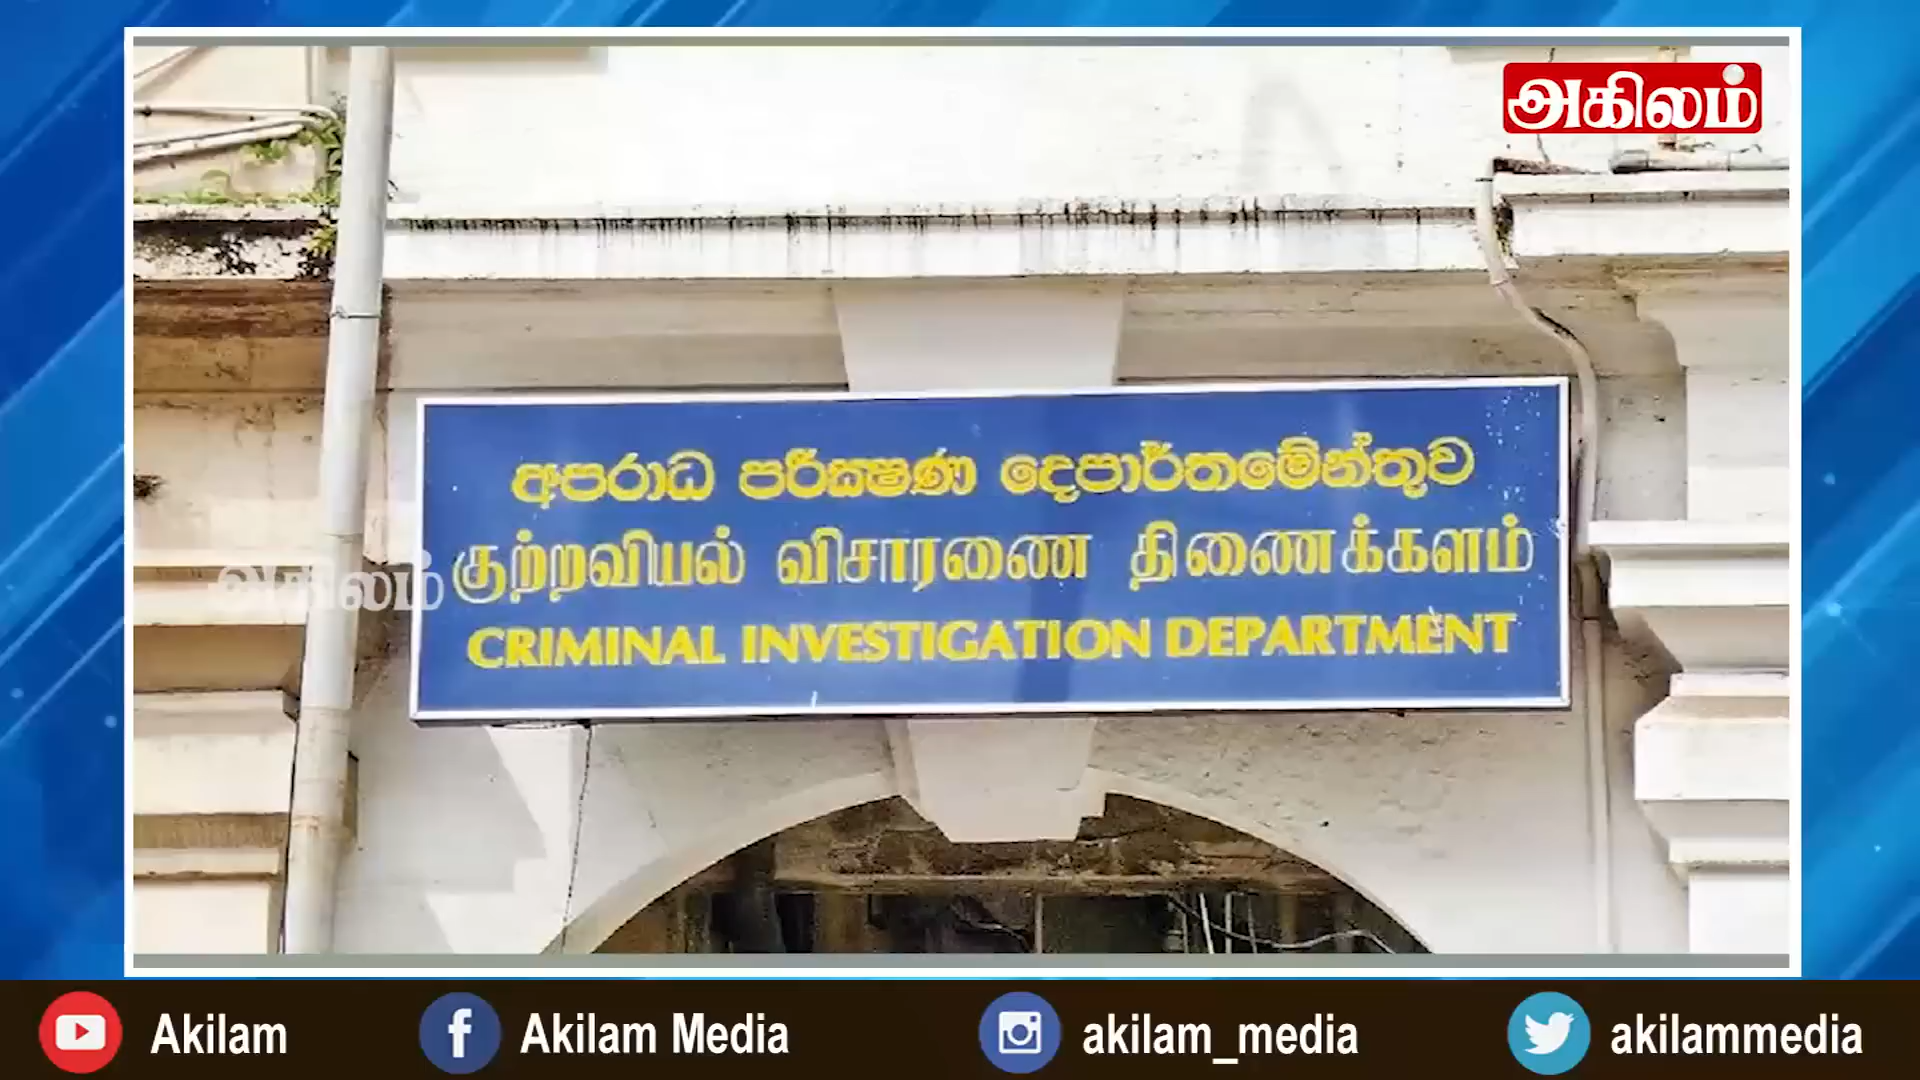 அகிலம்
අපරාධ පරීක්ෂණ දෙපාර්තමේන්තුව
குற்றவியல் விசாரணை திணைக்களம்
அகிலம்
CRIMINAL INVESTIGATION DEPARTMENT
Akilam
Akilam Media
akilam_media
akilammedia